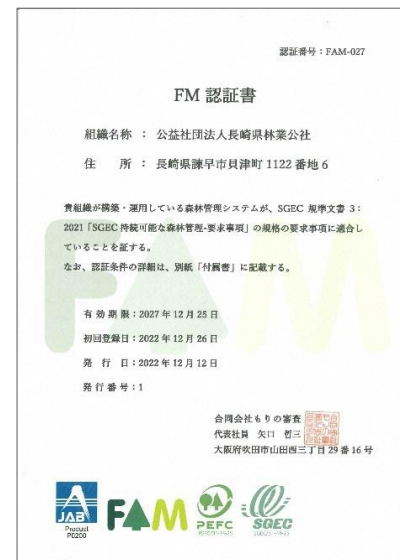 認証番号：FAM-027
FM 認証書
組織名称 ： 公益社団法人長崎県林業公社
住　　所 ： 長崎県諫早市貝津町 1122 番地 6
貴組織が構築・運用している森林管理システムが、SGEC 規準文書 3：
2021「SGEC 持続可能な森林管理-要求事項」の規格の要求事項に適合し
ていることを証する。
なお、認証条件の詳細は、別紙「付属書」に記載する。
有 効 期 限：2027 年 12 月 25 日
初回登録日：2022 年 12 月 26 日
発　行　日：2022 年 12 月 12 日
発 行 番 号：1
合同会社もりの審査
代表社員　矢口　哲三
大阪府吹田市山田西三丁目 29 番 16 号
FAM
JAB
Product
P0200
FAM
PEFC
SGEC